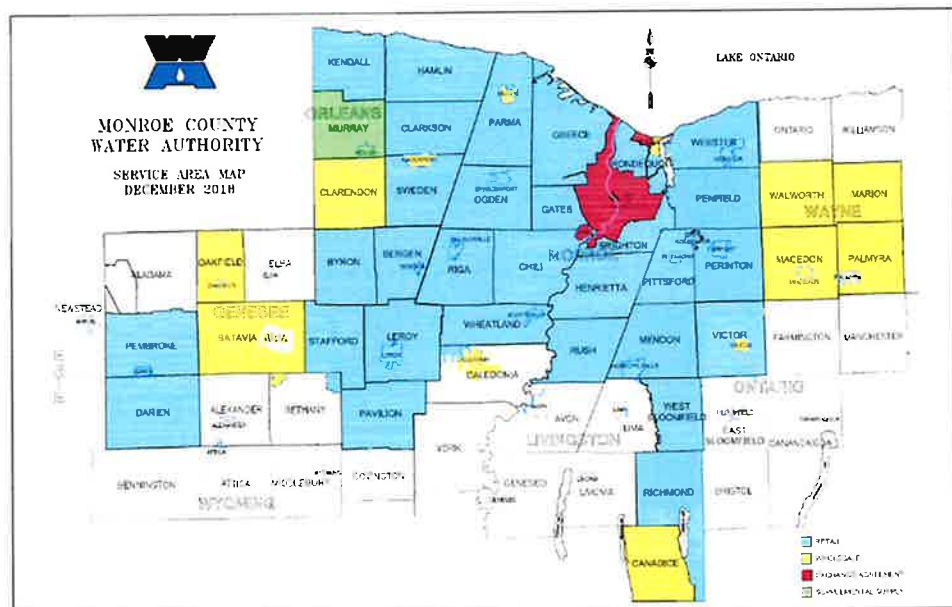 MONROE COUNTY
WATER AUTHORITY
SERVICE AREA MAP
DECEMBER 2018
LAKE ONTARIO
KENDALL
HAMLIN
ORLEANS
MURRAY
CLARKSON
PARMA
GREECE
IRONDEQUOIT
WEBSTER
ONTARIO
WILLIAMSON
CLARENDON
SWEDEN
OGDEN
GATES
PENFIELD
WALWORTH
MARION
WAYNE
BRIGHTON
MONROE
ALABAMA
OAKFIELD
ELBA
BYRON
BERGEN
RIGA
CHILI
HENRIETTA
PITTSFORD
PERINTON
MACEDON
PALMYRA
NEWSTEAD
GENESEE
PEMBROKE
BATAVIA
STAFFORD
LEROY
WHEATLAND
RUSH
MENDON
VICTOR
FARMINGTON
MANCHESTER
CALEDONIA
ONTARIO
DARIEN
ALEXANDER
BETHANY
PAVILION
AVON
LIMA
WEST
BLOOMFIELD
EAST
BLOOMFIELD
LIVINGSTON
YORK
BENNINGTON
ATTICA
MIDDLEBURY
COVINGTON
WYOMING
GENESEO
RICHMOND
BRISTOL
CANADICE
RETAIL
WHOLESALE
EXCHANGE AGREEMENT
SUPPLEMENTAL SUPPLY